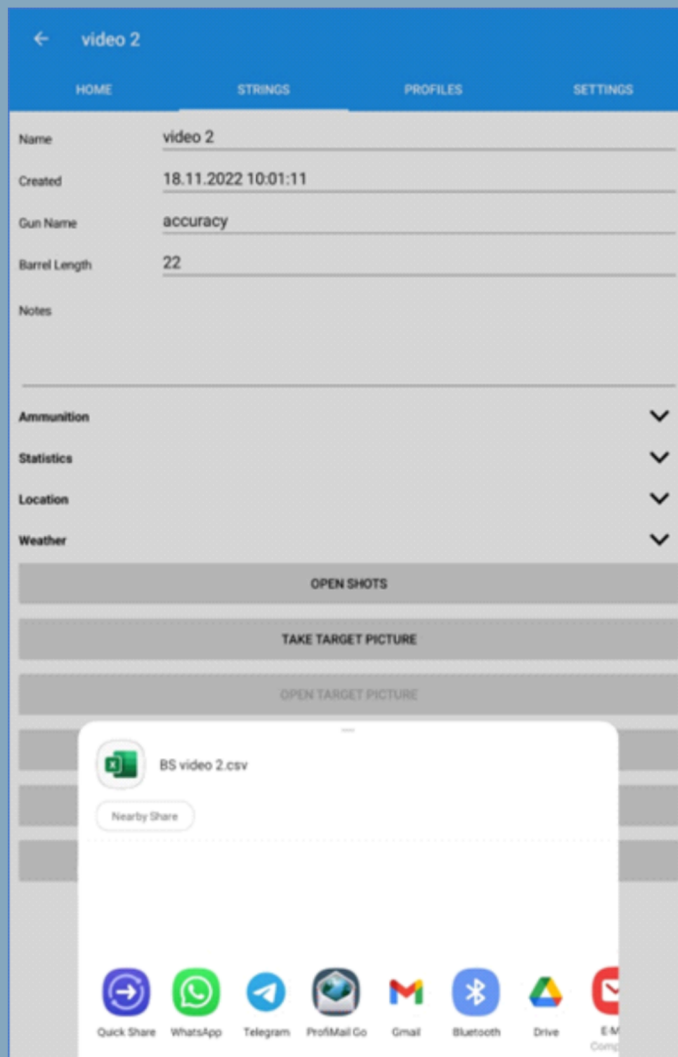 video 2
HOME STRINGS PROFILES SETTINGS
Name video 2
Created 18.11.2022 10:01:11
Gun Name accuracy
Barrel Length 22
Notes
Ammunition
Statistics
Location
Weather
OPEN SHOTS
TAKE TARGET PICTURE
OPEN TARGET PICTURE
BS video 2.csv
Nearby Share
Quick Share WhatsApp Telegram ProfiMail Go Gmail Bluetooth Drive E-M
Comp